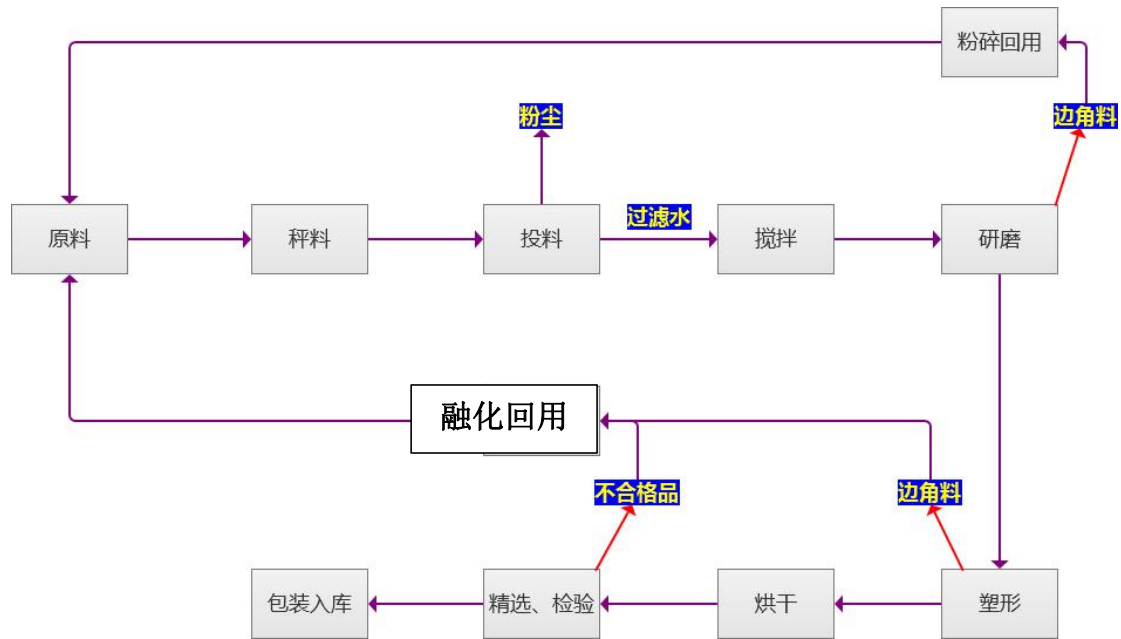 粉碎回用
粉尘
边角料
原料
秤料
投料
过滤水
搅拌
研磨
融化回用
不合格品
边角料
包装入库
精选、检验
烘干
塑形